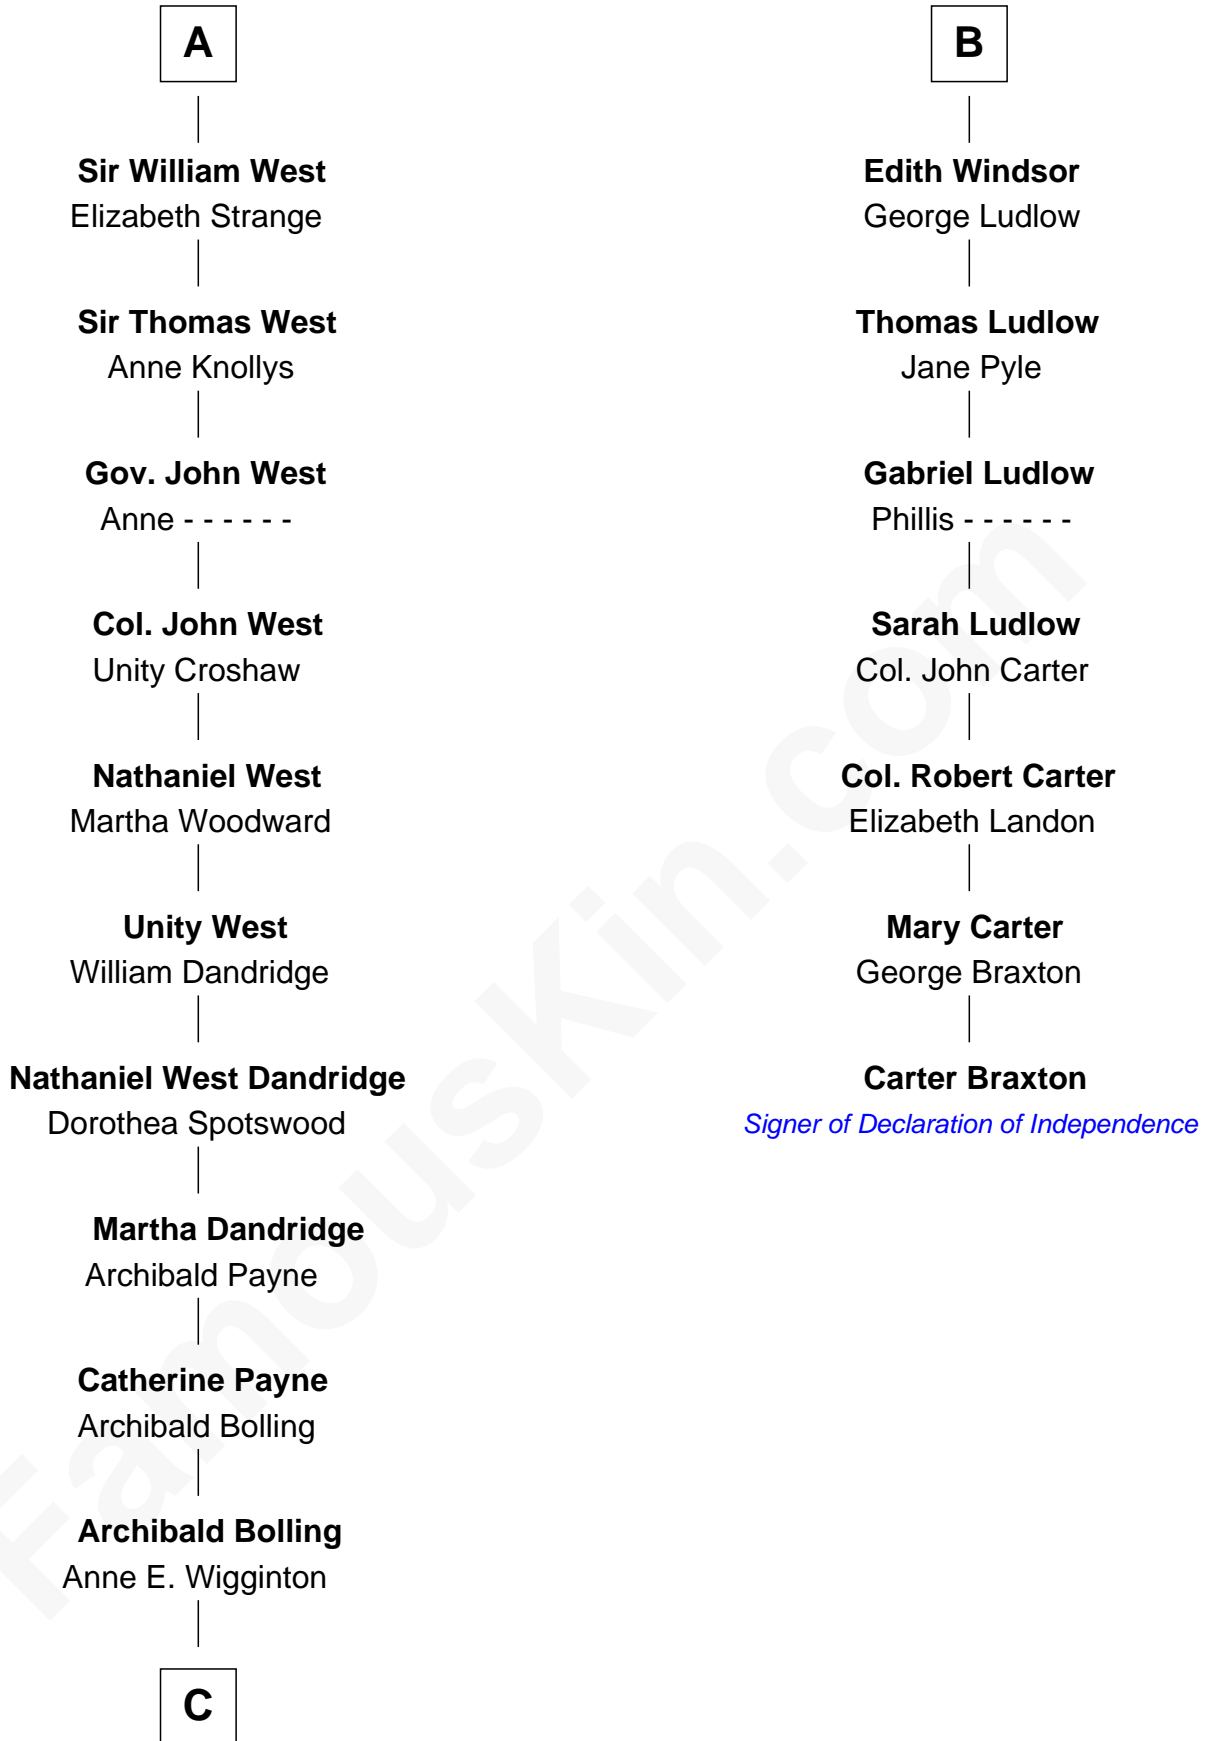 A
Sir William West
Elizabeth Strange
Sir Thomas West
Anne Knollys
Gov. John West
Anne - - - - - -
Col. John West
Unity Croshaw
Nathaniel West
Martha Woodward
Unity West
William Dandridge
Nathaniel West Dandridge
Dorothea Spotswood
Martha Dandridge
Archibald Payne
Catherine Payne
Archibald Bolling
Archibald Bolling
Anne E. Wigginton
C
B
Edith Windsor
George Ludlow
Thomas Ludlow
Jane Pyle
Gabriel Ludlow
Phillis - - - - - -
Sarah Ludlow
Col. John Carter
Col. Robert Carter
Elizabeth Landon
Mary Carter
George Braxton
Carter Braxton
Signer of Declaration of Independence
FamousKin.com